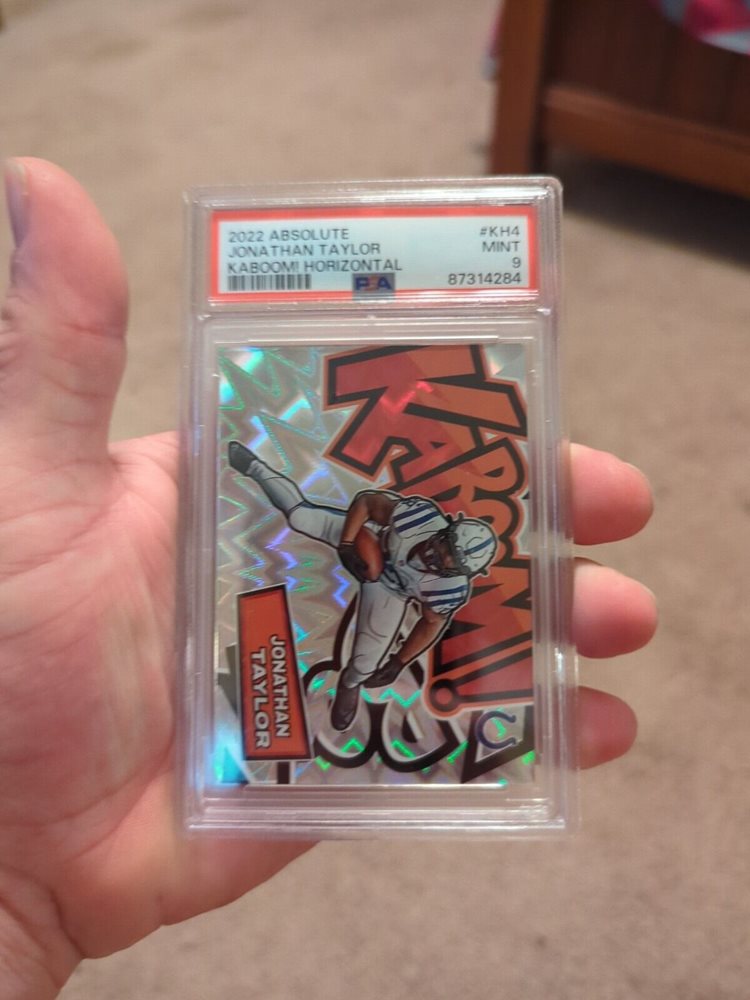 2022 ABSOLUTE #KH4
JONATHAN TAYLOR MINT
KABOOM! HORIZONTAL 9
PSA 87314284
KABOOM!
JONATHAN
TAYLOR